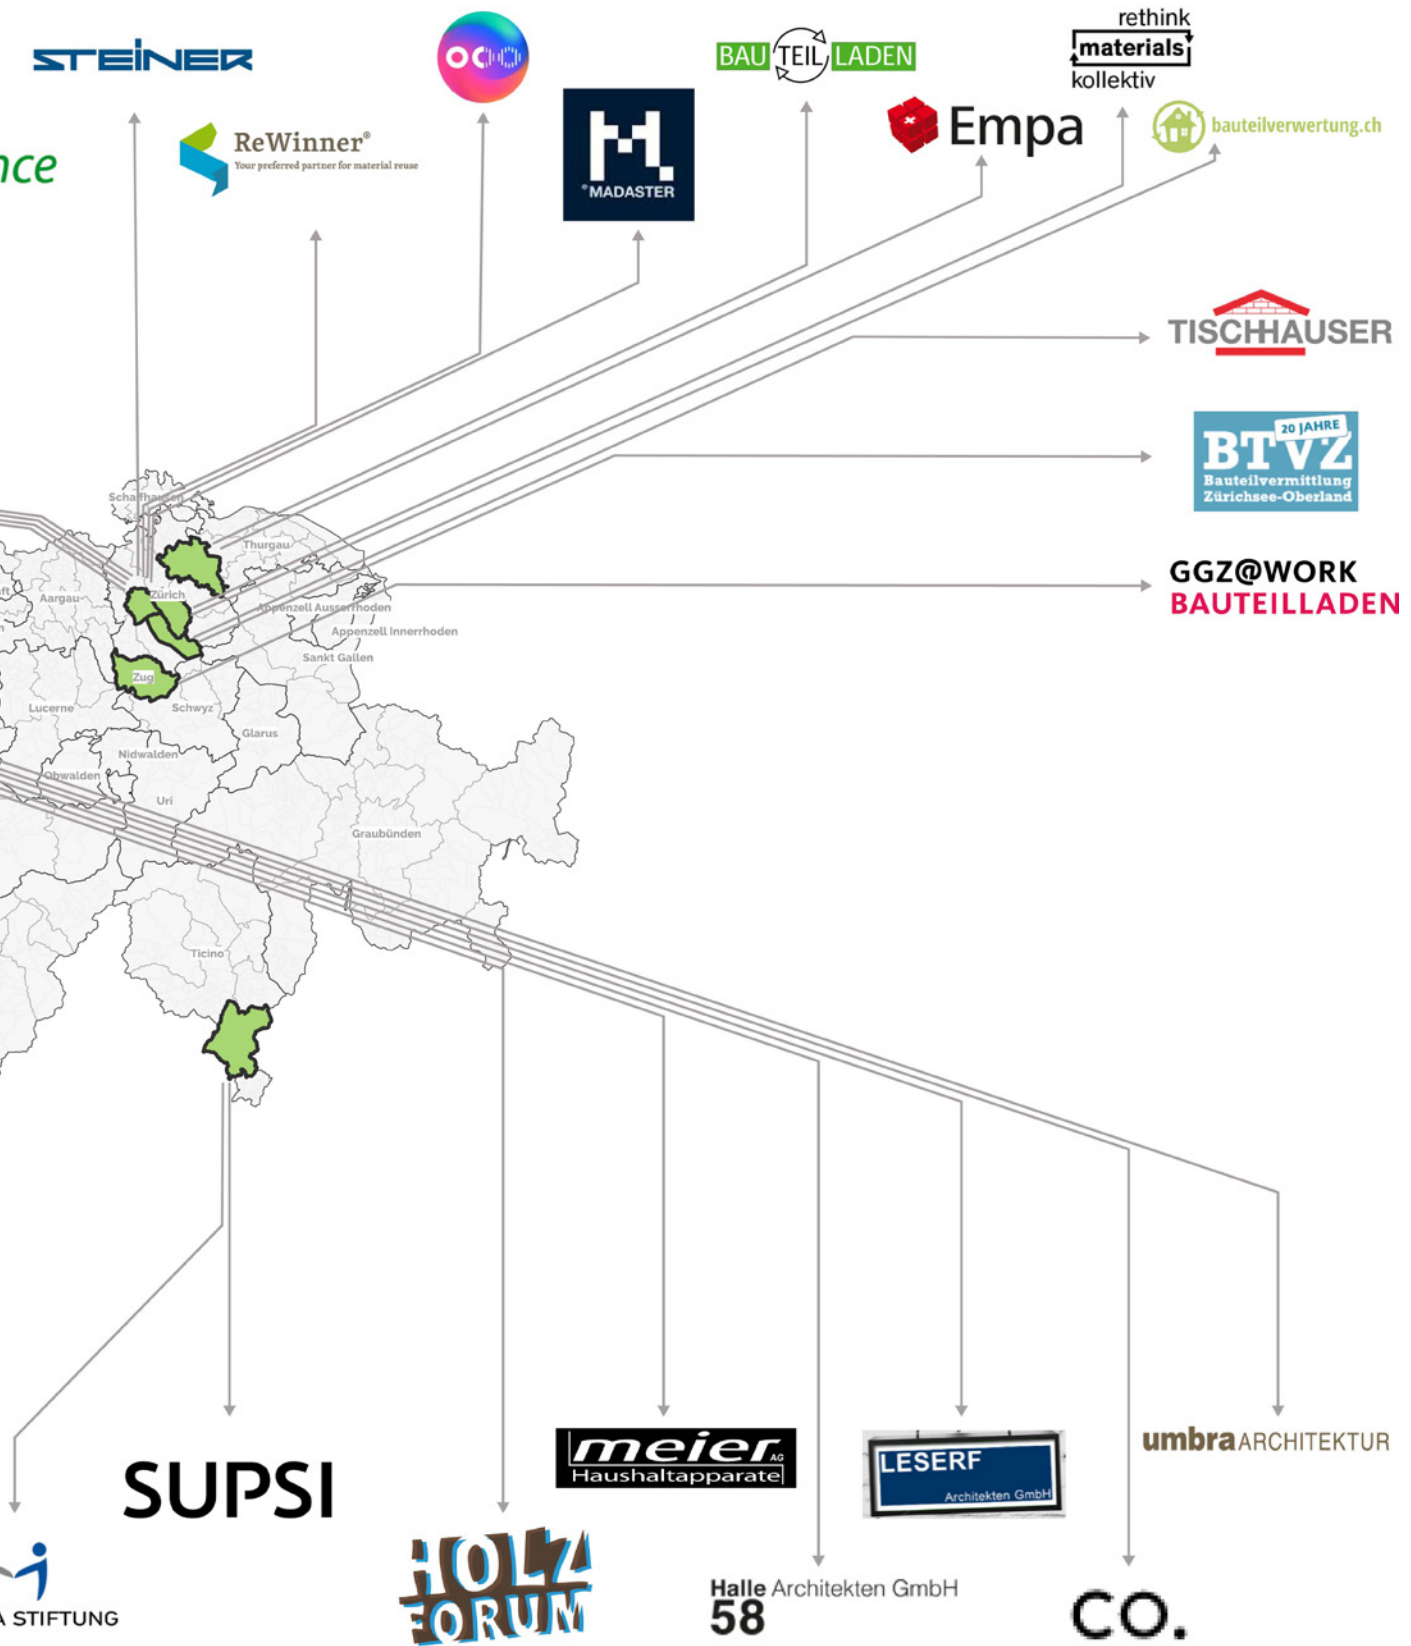 STEINER
OOO
BAU TEIL LADEN
rethink
materials
kollektiv
nce
ReWinner®
Your preferred partner for material reuse
®MADASTER
Empa
bauteilverwertung.ch
TISCHHAUSER
20 JAHRE
BTVZ
Bauteilvermittlung
Zürichsee-Oberland
GGZ@WORK
BAUTEILLADEN
Schaffhausen
Thurgau
Zürich
Aargau
Appenzell Ausserrhoden
Appenzell Innerrhoden
Sankt Gallen
Zug
Lucerne
Schwyz
Glarus
Nidwalden
Obwalden
Uri
Graubünden
Ticino
SUPSI
meier AG
Haushaltapparate
LESERF
Architekten GmbH
umbraARCHITEKTUR
A STIFTUNG
HOLZ
FORUM
Halle Architekten GmbH
58
CO.